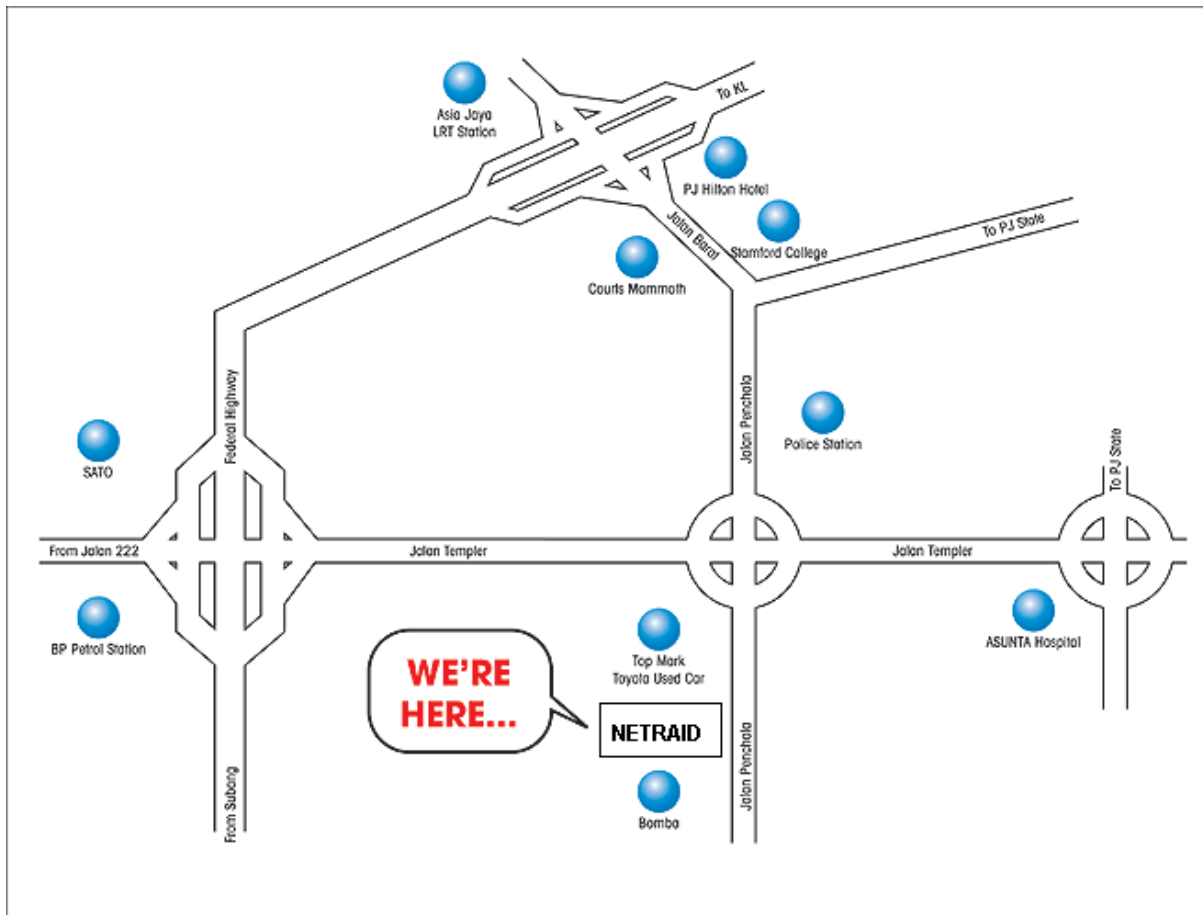 To KL
Asia Jaya
LRT Station
PJ Hilton Hotel
To PJ State
Jalan Barat
Stamford College
Courts Mammoth
Federal Highway
Jalan Penchala
Police Station
SATO
To PJ State
From Jalan 222
Jalan Templer
Jalan Templer
BP Petrol Station
ASUNTA Hospital
Top Mark
Toyota Used Car
WE'RE
HERE...
NETRAID
Jalan Penchala
From Subang
Bomba